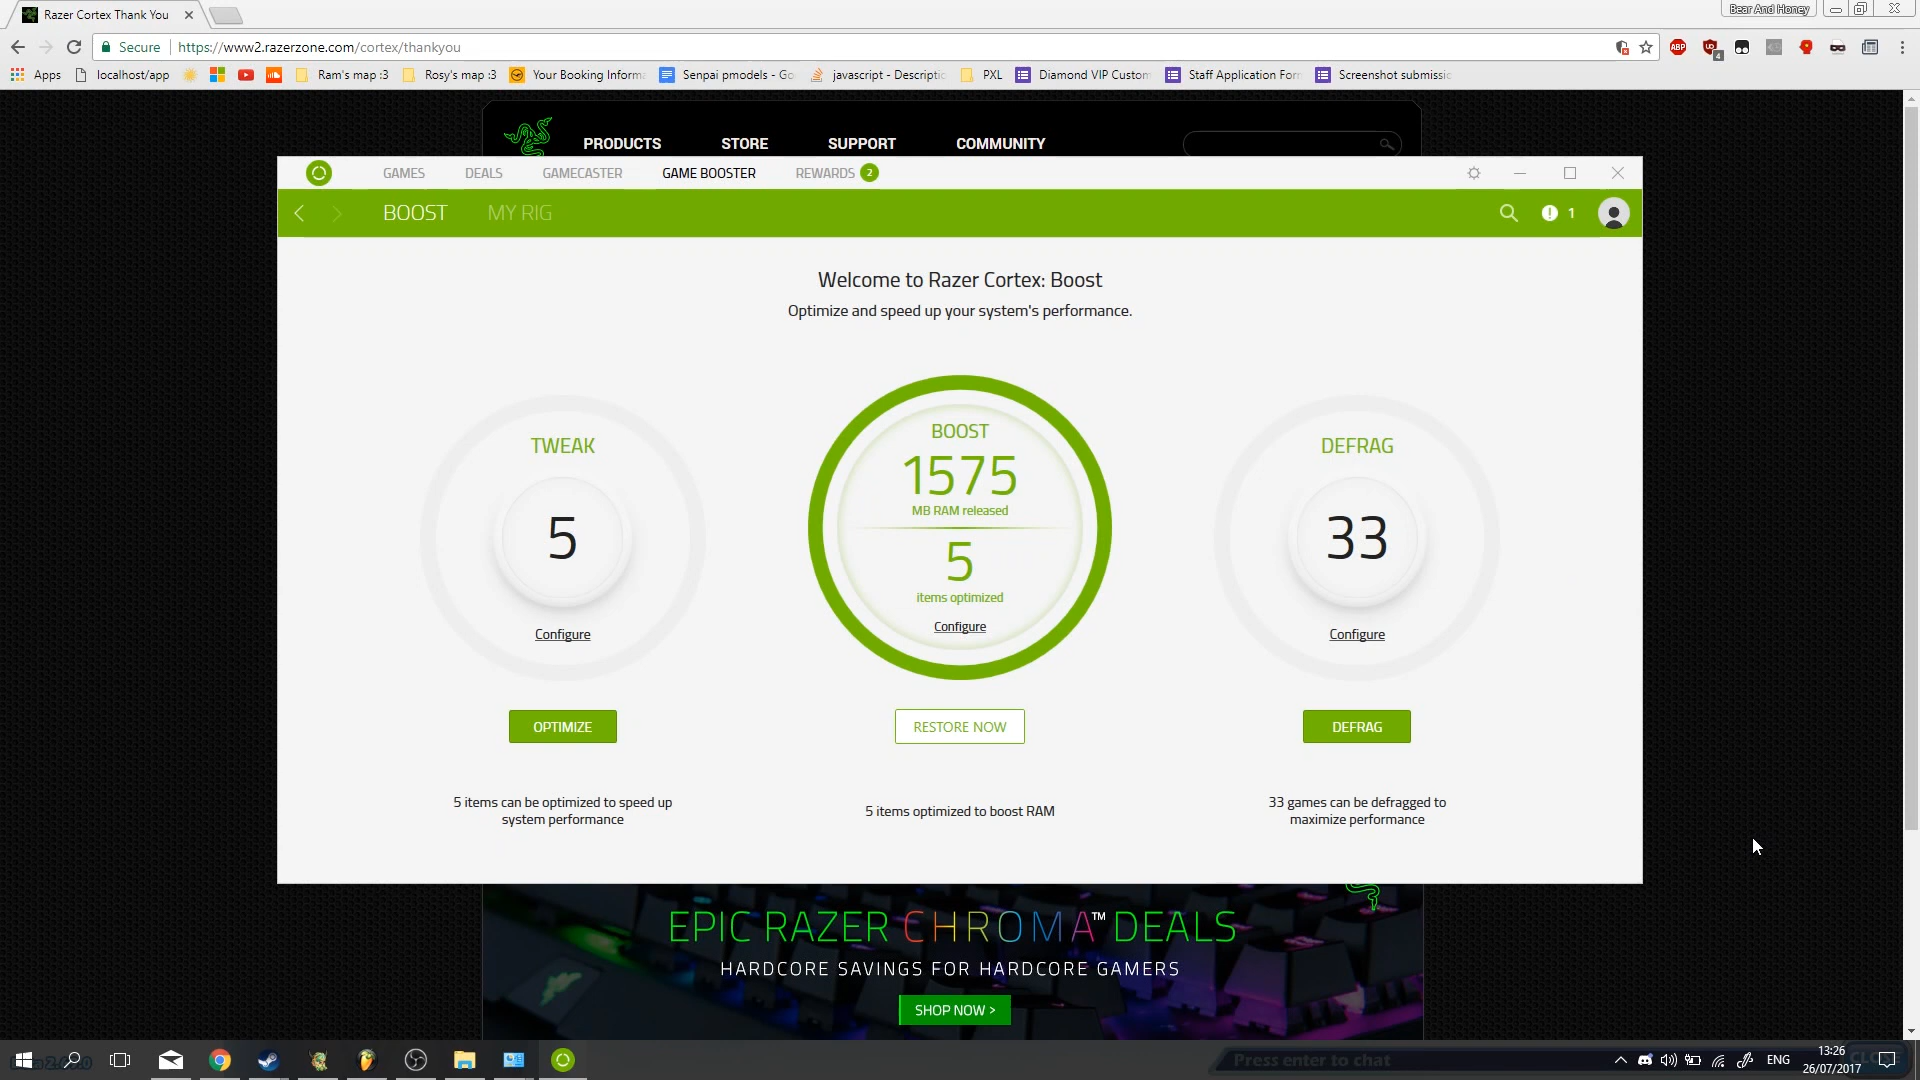 Razer Cortex Thank You
Bear And Honey
Secure
https://www2.razerzone.com/cortex/thankyou
ABP
4
Apps
localhost/app
Ram's map :3
Rosy's map :3
Your Booking Inform
Senpai pmodels - Go
javascript - Descriptio
PXL
Diamond VIP Custom
Staff Application Forn
Screenshot submissic
PRODUCTS
STORE
SUPPORT
COMMUNITY
GAMES
DEALS
GAMECASTER
GAME BOOSTER
REWARDS 2
BOOST
MY RIG
1
Welcome to Razer Cortex: Boost
Optimize and speed up your system's performance.
TWEAK
5
Configure
OPTIMIZE
5 items can be optimized to speed up
system performance
BOOST
1575
MB RAM released
5
items optimized
Configure
RESTORE NOW
5 items optimized to boost RAM
DEFRAG
33
Configure
DEFRAG
33 games can be defragged to
maximize performance
EPIC RAZER CHROMA™ DEALS
HARDCORE SAVINGS FOR HARDCORE GAMERS
SHOP NOW >
Press enter to chat
ENG
13:26
26/07/2017
CLOSE